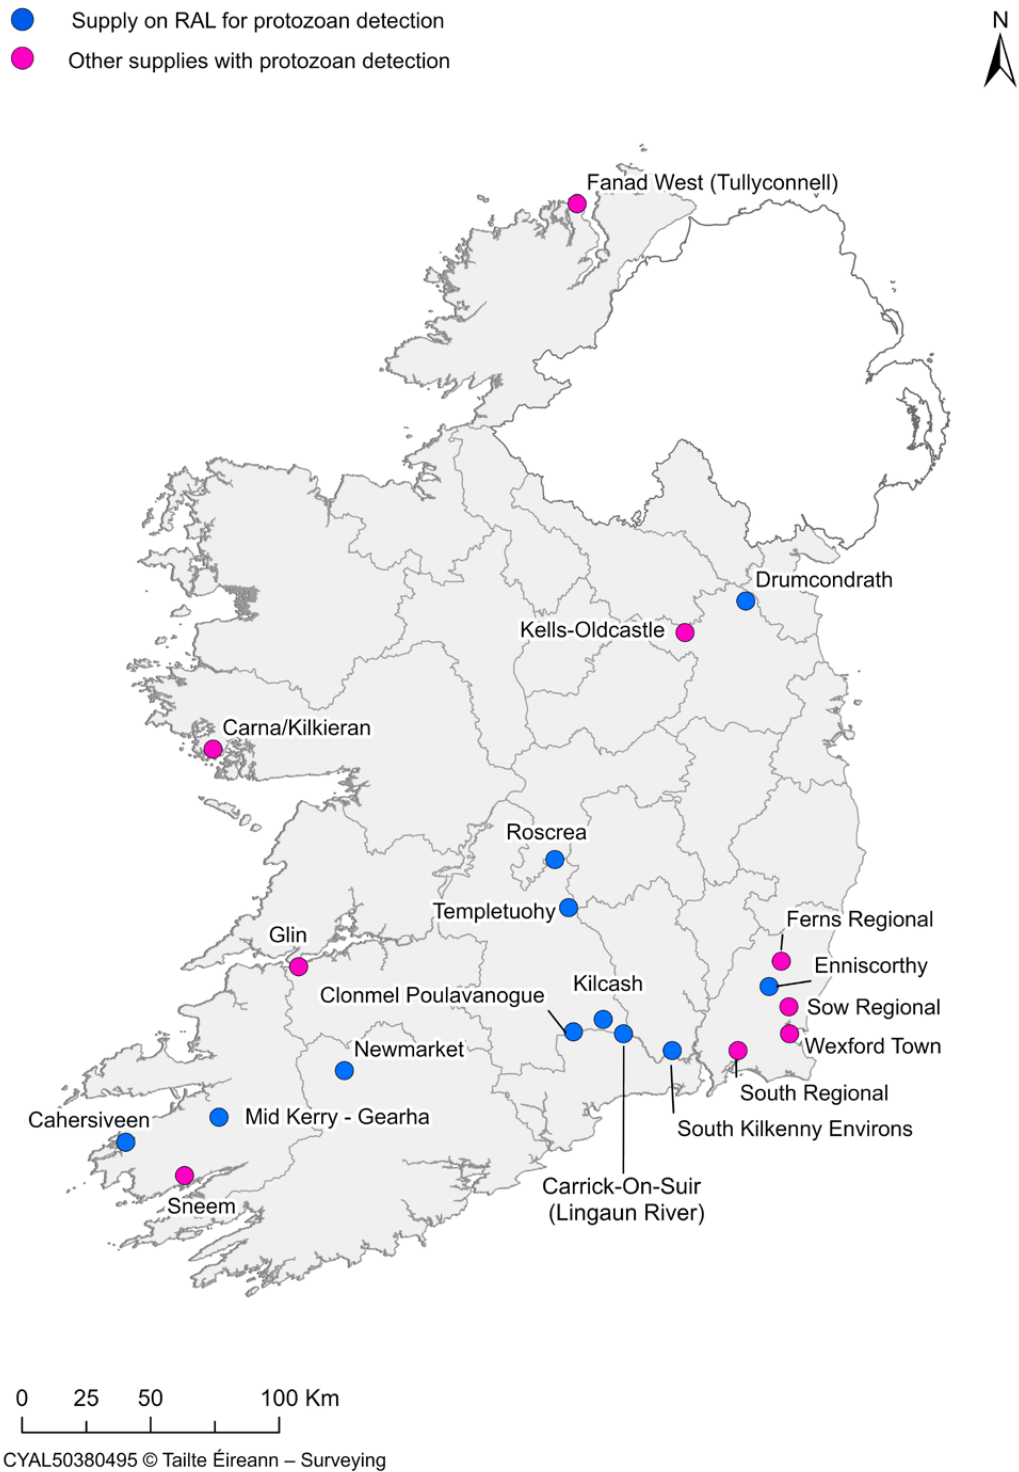 Supply on RAL for protozoan detection
Other supplies with protozoan detection
N
Fanad West (Tullyconnell)
Drumcondrath
Kells-Oldcastle
Carna/Kilkieran
Roscrea
Templetuohy
Ferns Regional
Glin
Enniscorthy
Kilcash
Clonmel Poulavanogue
Sow Regional
Wexford Town
Newmarket
South Regional
Cahersiveen
Mid Kerry - Gearha
South Kilkenny Environs
Carrick-On-Suir
(Lingaun River)
Sneem
0 25 50 100 Km
CYAL50380495 © Tailte Éireann – Surveying